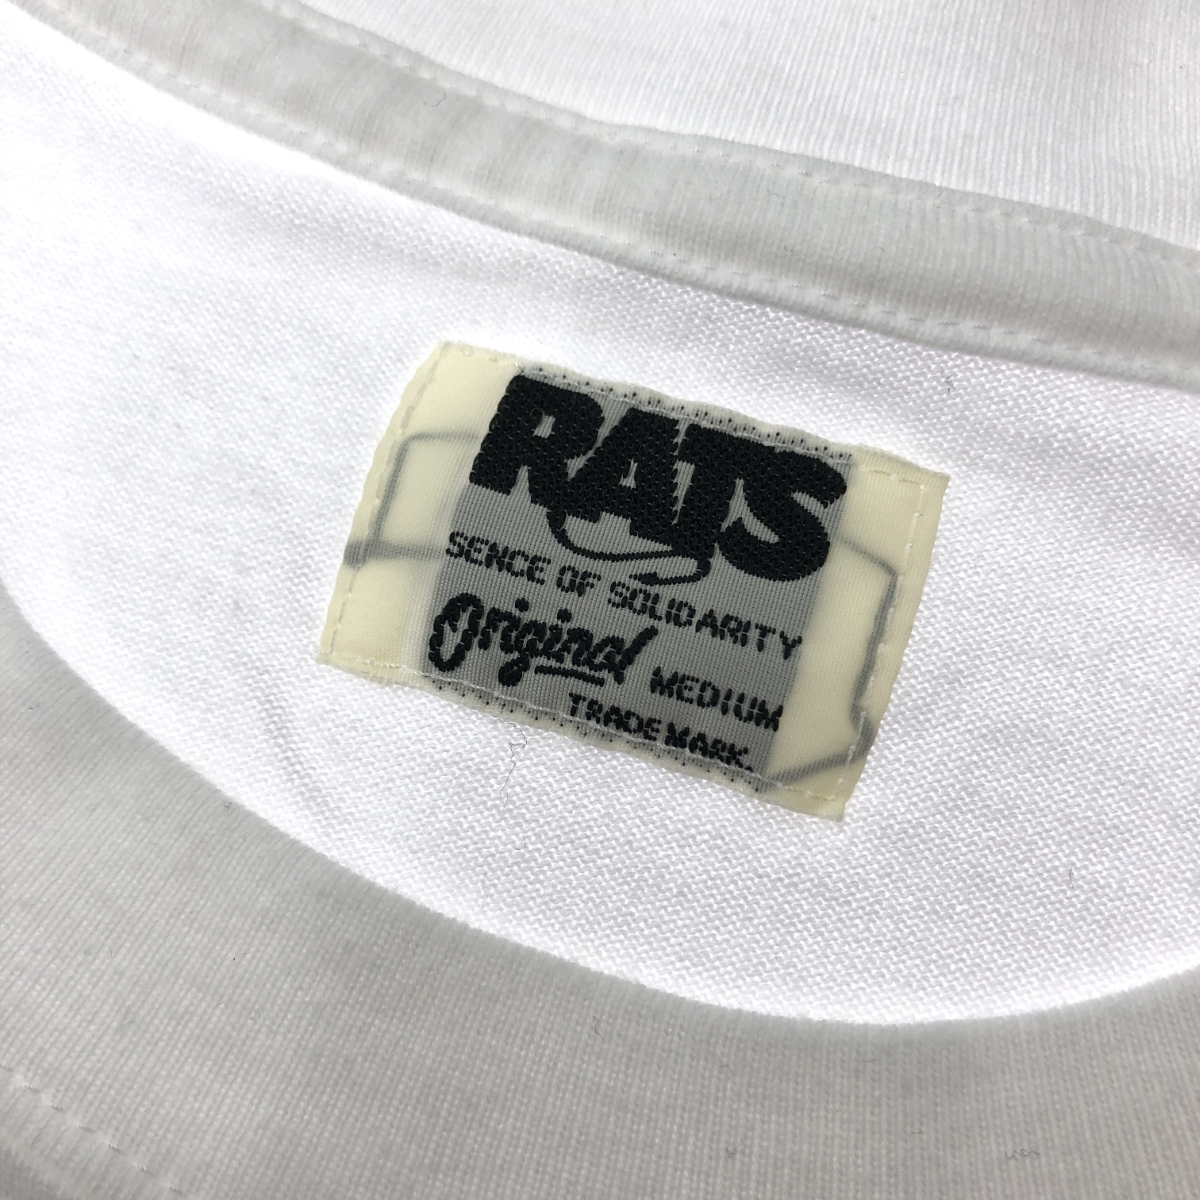 RATS
SENCE OF SOLIDARITY
Original MEDIUM
TRADE MARK.